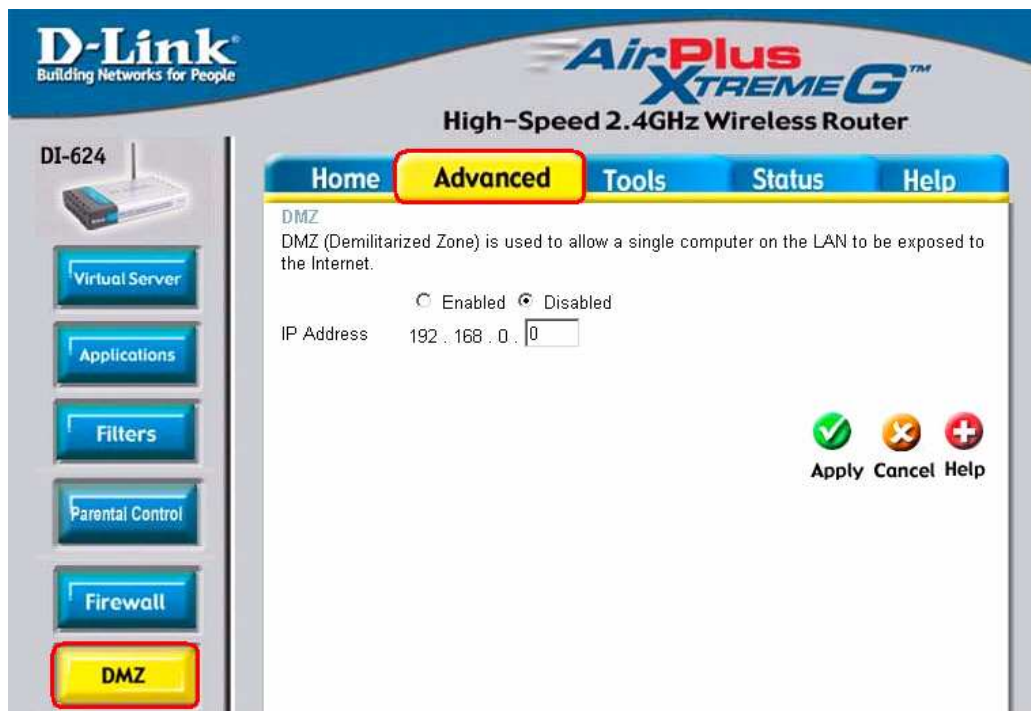 D-Link®
Building Networks for People
AirPlus
XTREME G™
High-Speed 2.4GHz Wireless Router
DI-624
Home Advanced Tools Status Help
DMZ
DMZ (Demilitarized Zone) is used to allow a single computer on the LAN to be exposed to
the Internet.
Enabled Disabled
IP Address 192 . 168 . 0 . 0
Apply Cancel Help
Virtual Server
Applications
Filters
Parental Control
Firewall
DMZ